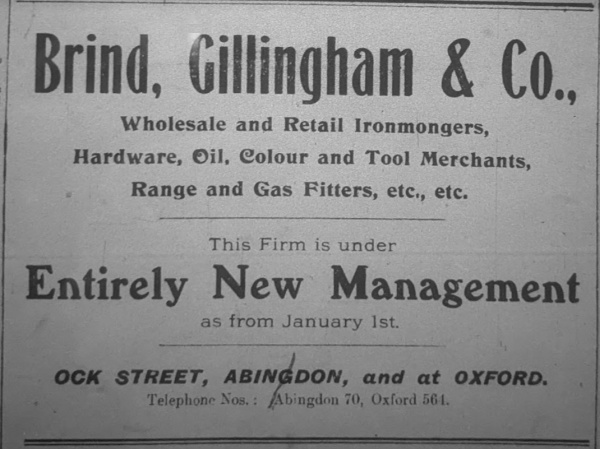 Brind, Gillingham & Co.,
Wholesale and Retail Ironmongers,
Hardware, Oil, Colour and Tool Merchants,
Range and Gas Fitters, etc., etc.
This Firm is under
Entirely New Management
as from January 1st.
OCK STREET, ABINGDON, and at OXFORD.
Telephone Nos.: Abingdon 70, Oxford 564.